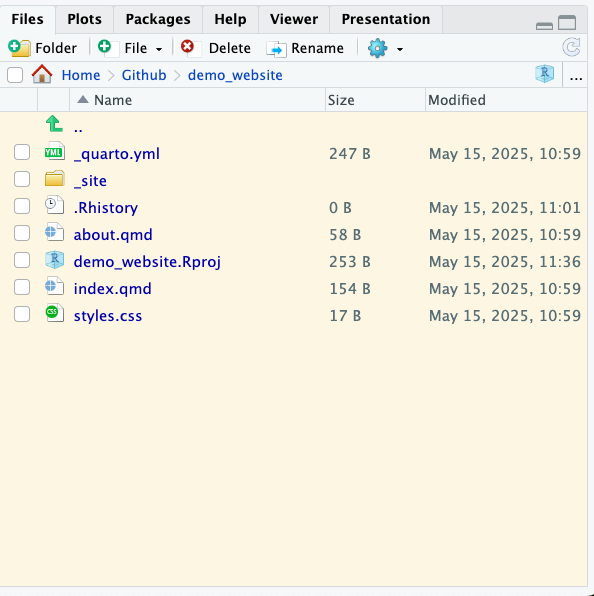 Files Plots Packages Help Viewer Presentation
Folder File Delete Rename
Home Github demo_website R ...
Name Size Modified
..
YML _quarto.yml 247 B May 15, 2025, 10:59
_site
.Rhistory 0 B May 15, 2025, 11:01
about.qmd 58 B May 15, 2025, 10:59
R demo_website.Rproj 253 B May 15, 2025, 11:36
index.qmd 154 B May 15, 2025, 10:59
CSS styles.css 17 B May 15, 2025, 10:59